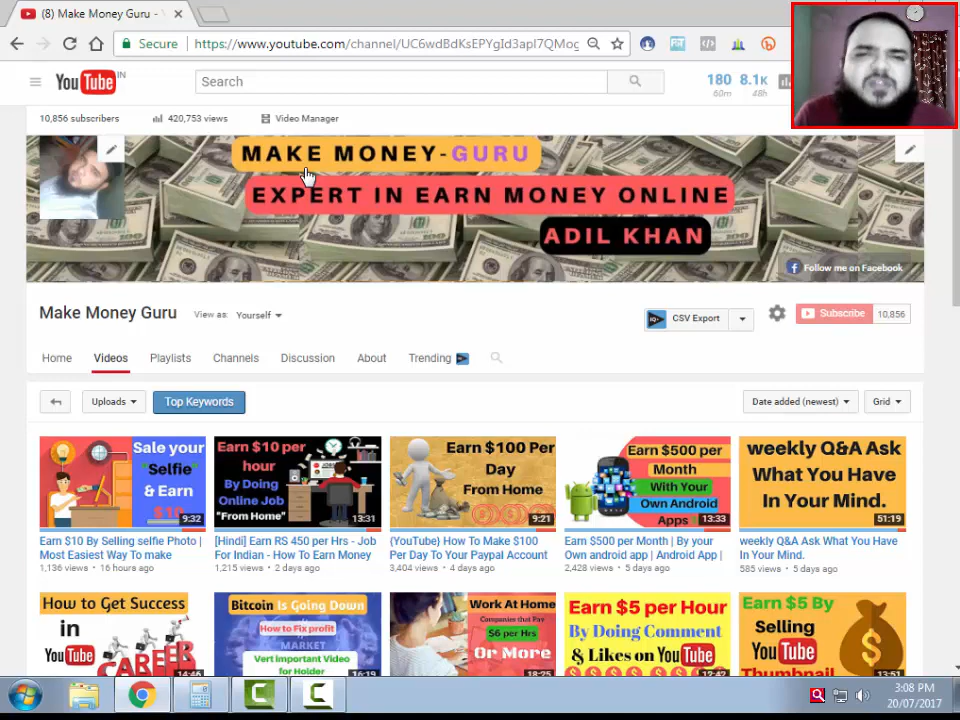 (8) Make Money Guru -
Secure
https://www.youtube.com/channel/UC6wdBdKsEPYgId3apI7QMog
YouTube IN
Search
180
60m
8.1K
48h
10,856 subscribers
420,753 views
Video Manager
MAKE MONEY-GURU
EXPERT IN EARN MONEY ONLINE
ADIL KHAN
Follow me on Facebook
Make Money Guru
View as: Yourself
CSV Export
Subscribe 10,856
Home
Videos
Playlists
Channels
Discussion
About
Trending
Uploads
Top Keywords
Date added (newest)
Grid
Sale your
"Selfie"
& Earn
$10
9:32
Earn $10 By Selling selfie Photo |
Most Easiest Way To make
1,136 views • 16 hours ago
Earn $10 per
hour
By Doing
Online Job
"From Home"
13:31
[Hindi] Earn RS 450 per Hrs - Job
For Indian - How To Earn Money
1,215 views • 2 days ago
Earn $100 Per
Day
From Home
9:21
(YouTube) How To Make $100
Per Day To Your Paypal Account
3,404 views • 4 days ago
Earn $500 per
Month
With Your
Own Android
Apps
13:33
Earn $500 per Month | By your
Own android app | Android App |
2,428 views • 5 days ago
weekly Q&A Ask
What You Have
In Your Mind.
51:19
weekly Q&A Ask What You Have
In Your Mind.
585 views • 5 days ago
How to Get Success
in
YouTube
CAREER
14:46
Bitcoin Is Going Down
How to Fix profit
MARKET
Vert important Video
for Holder
16:19
Work At Home
Companies that Pay
$6 per Hrs
Or More
18:25
Earn $5 per Hour
By Doing Comment
& Likes on YouTube
12:42
Earn $5 By
Selling
YouTube
Thumbnail
13:51
3:08 PM
20/07/2017